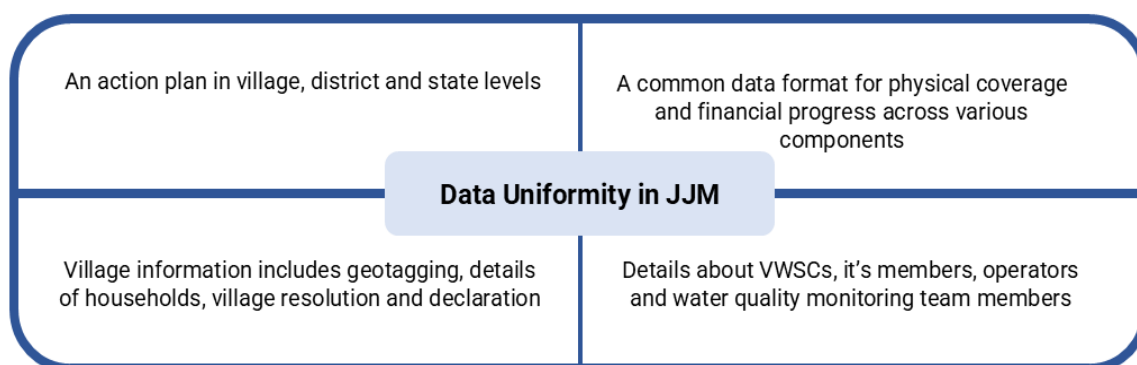 An action plan in village, district and state levels
A common data format for physical coverage
and financial progress across various
components
Data Uniformity in JJM
Village information includes geotagging, details
of households, village resolution and declaration
Details about VWSCs, it's members, operators
and water quality monitoring team members